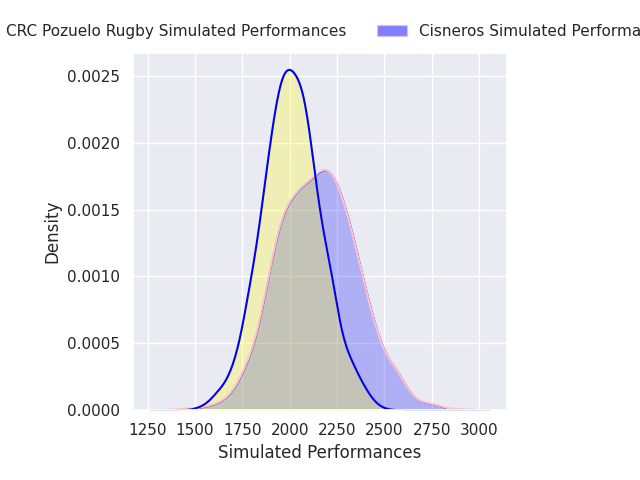 CRC Pozuelo Rugby Simulated Performances
Cisneros Simulated Performa
0.0025
0.0020
0.0015
0.0010
0.0005
0.0000
Density
1250 1500 1750 2000 2250 2500 2750 3000
Simulated Performances